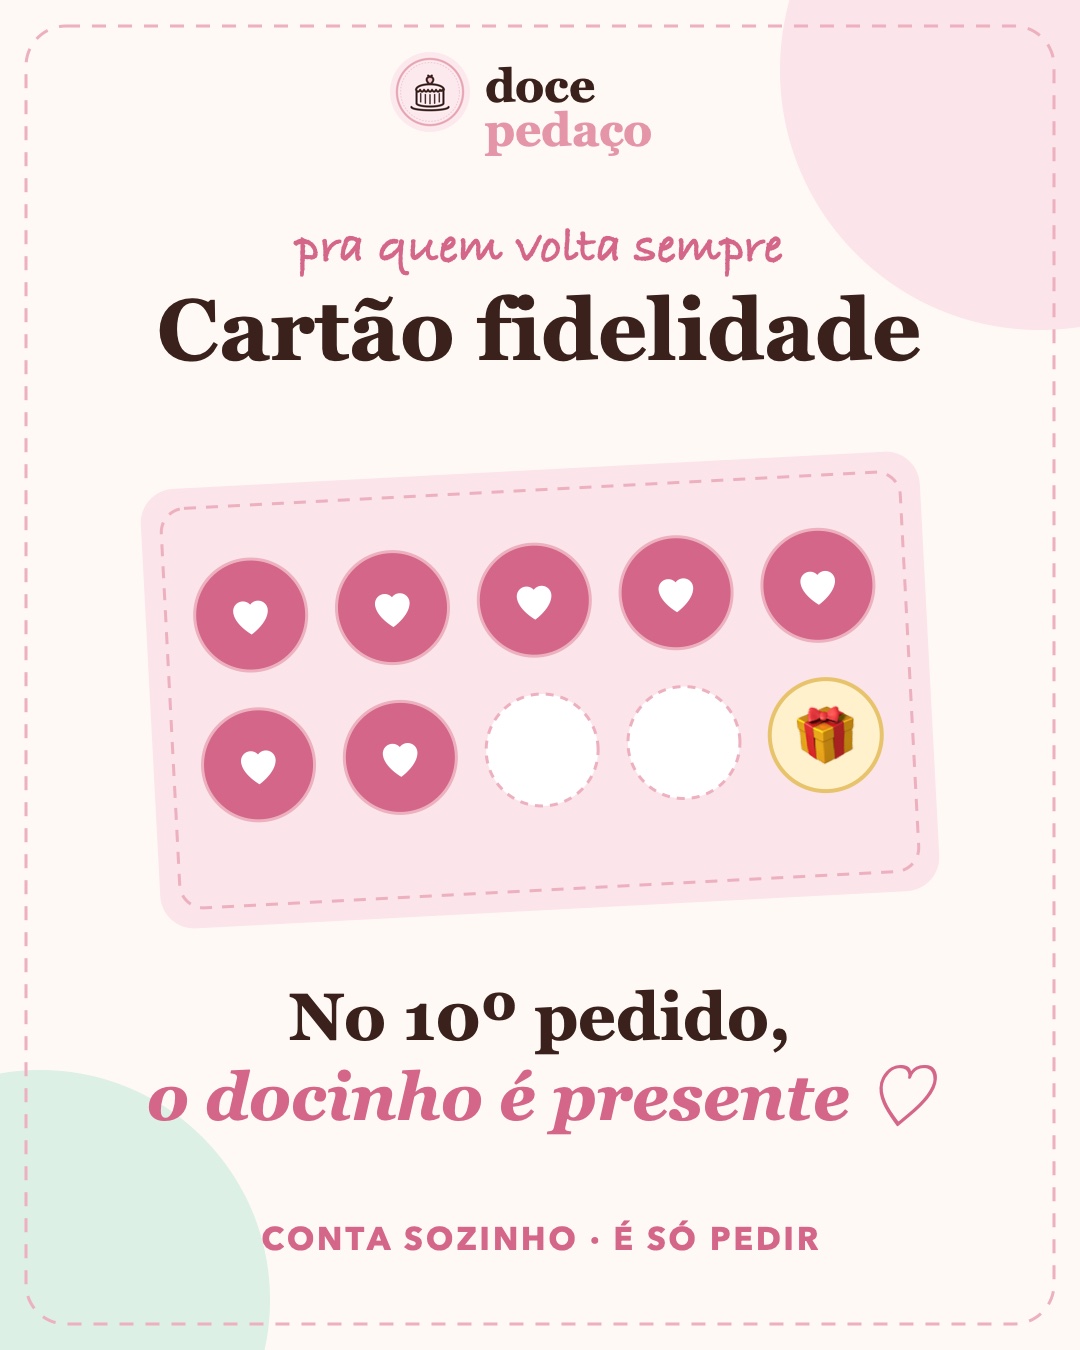 doce
pedaço
pra quem volta sempre
Cartão fidelidade
No 10º pedido,
o docinho é presente ♡
CONTA SOZINHO · É SÓ PEDIR